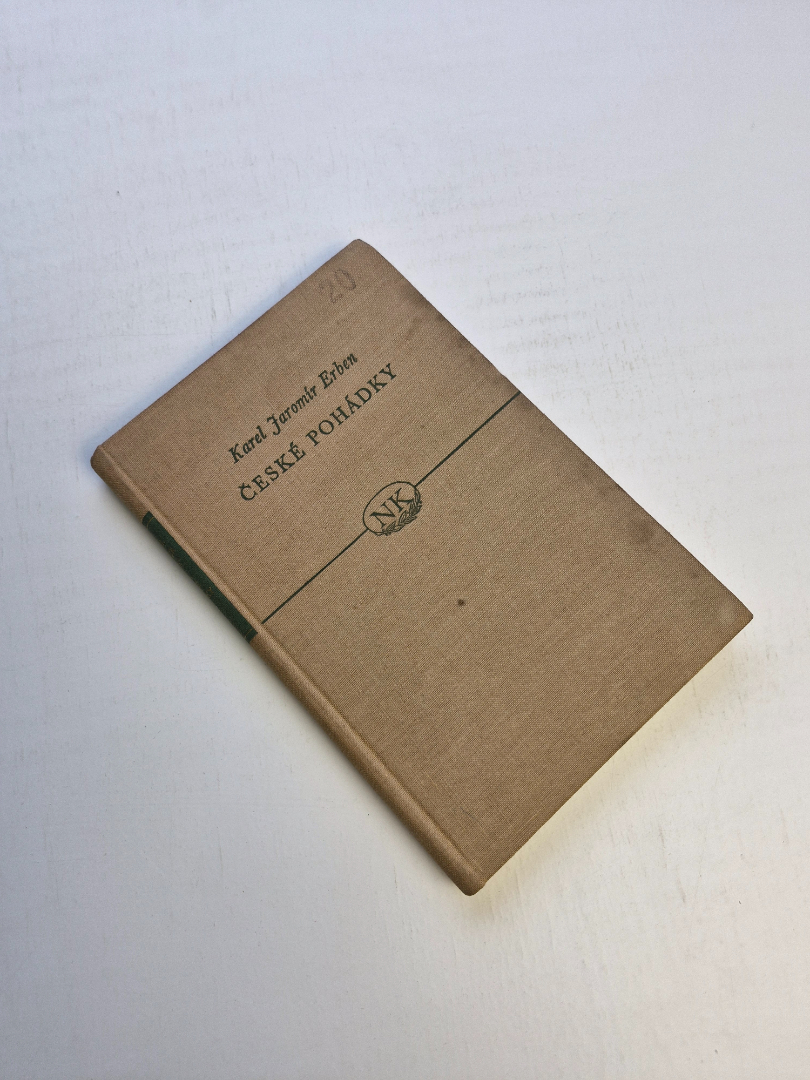 20
Karel Jaromír Erben
ČESKÉ POHÁDKY
NK